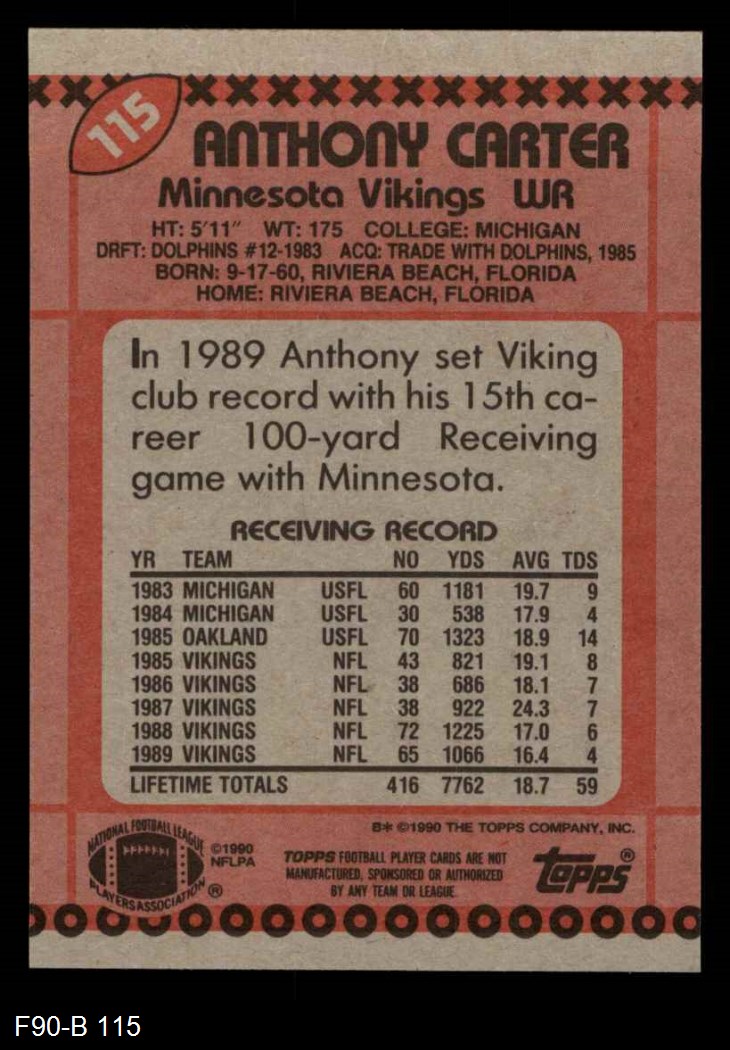 115
ANTHONY CARTER
Minnesota Vikings WR
HT: 5'11" WT: 175 COLLEGE: MICHIGAN
DRFT: DOLPHINS #12-1983 ACQ: TRADE WITH DOLPHINS, 1985
BORN: 9-17-60, RIVIERA BEACH, FLORIDA
HOME: RIVIERA BEACH, FLORIDA
In 1989 Anthony set Viking
club record with his 15th ca-
reer 100-yard Receiving
game with Minnesota.
RECEIVING RECORD
YR TEAM NO YDS AVG TDS
1983 MICHIGAN USFL 60 1181 19.7 9
1984 MICHIGAN USFL 30 538 17.9 4
1985 OAKLAND USFL 70 1323 18.9 14
1985 VIKINGS NFL 43 821 19.1 8
1986 VIKINGS NFL 38 686 18.1 7
1987 VIKINGS NFL 38 922 24.3 7
1988 VIKINGS NFL 72 1225 17.0 6
1989 VIKINGS NFL 65 1066 16.4 4
LIFETIME TOTALS 416 7762 18.7 59
B* ©1990 THE TOPPS COMPANY, INC.
NATIONAL FOOTBALL LEAGUE
PLAYERS ASSOCIATION ®
©1990
NFLPA
TOPPS FOOTBALL PLAYER CARDS ARE NOT
MANUFACTURED, SPONSORED OR AUTHORIZED
BY ANY TEAM OR LEAGUE.
topps®
F90-B 115